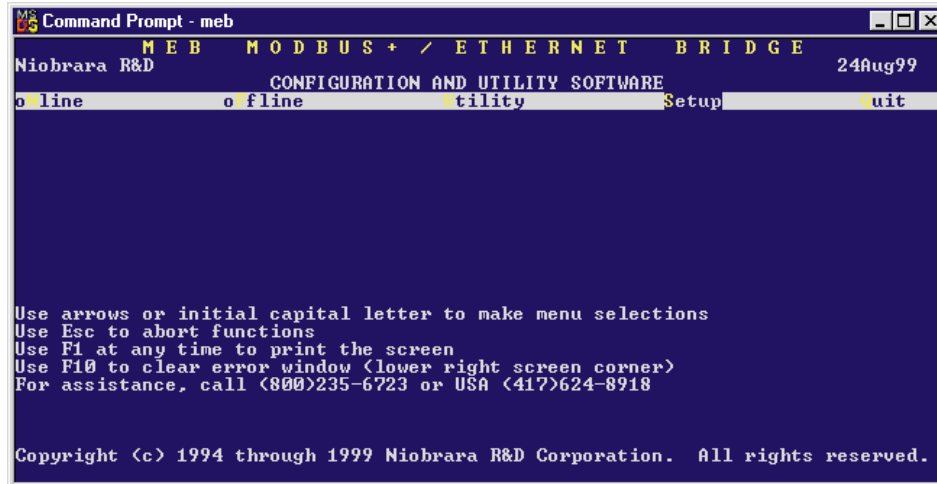 Command Prompt - meb
M E B   M O D B U S + / E T H E R N E T   B R I D G E
Niobrara R&D 24Aug99
CONFIGURATION AND UTILITY SOFTWARE
oNline oFfline Utility Setup Quit
Use arrows or initial capital letter to make menu selections
Use Esc to abort functions
Use F1 at any time to print the screen
Use F10 to clear error window (lower right screen corner)
For assistance, call (800)235-6723 or USA (417)624-8918
Copyright (c) 1994 through 1999 Niobrara R&D Corporation.  All rights reserved.